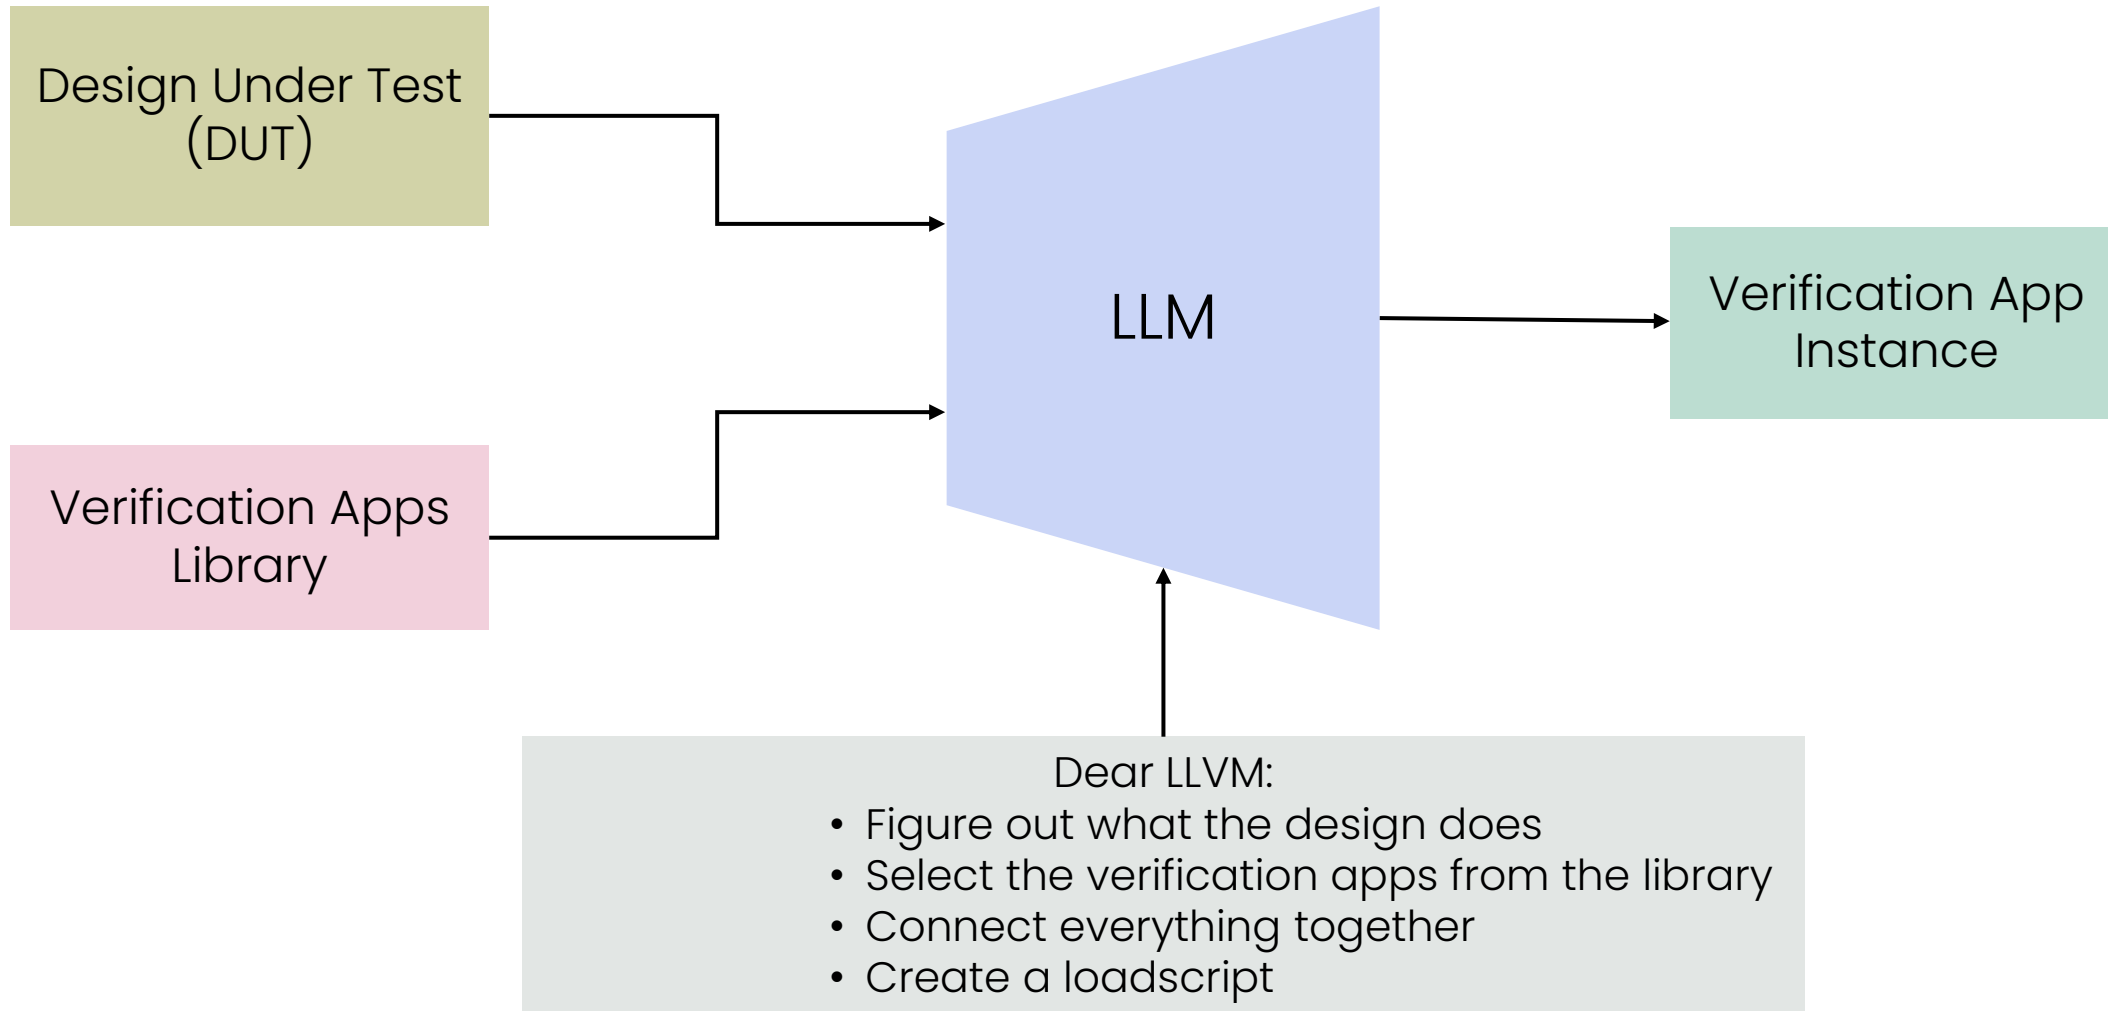 Design Under Test
(DUT)
LLM
Verification App
Instance
Verification Apps
Library
Dear LLVM:
• Figure out what the design does
• Select the verification apps from the library
• Connect everything together
• Create a loadscript